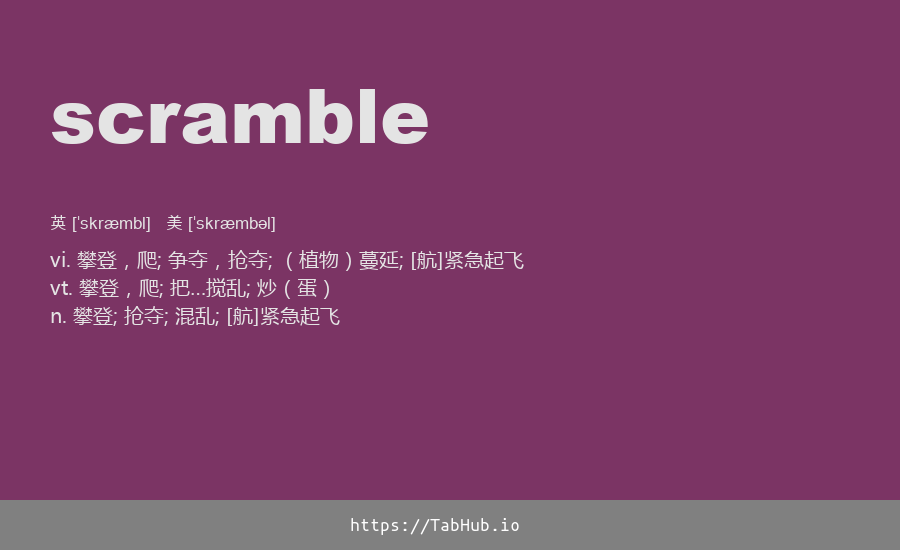 scramble
英 [ˈskræmbl] 美 [ˈskræmbəl]
vi. 攀登，爬; 争夺，抢夺; （植物）蔓延; [航]紧急起飞
vt. 攀登，爬; 把...搅乱; 炒（蛋）
n. 攀登; 抢夺; 混乱; [航]紧急起飞
https://TabHub.io